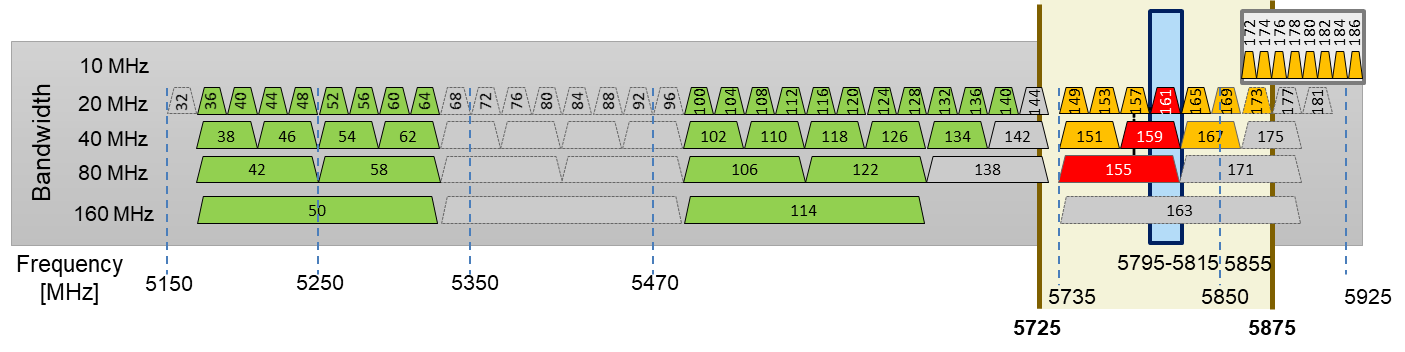 172 174 176 178 180 182 184 186
Bandwidth
10 MHz
20 MHz 32 36 40 44 48 52 56 60 64 68 72 76 80 84 88 92 96 100 104 108 112 116 120 124 128 132 136 140 144 149 153 157 161 165 169 173 177 181
40 MHz 38 46 54 62 102 110 118 126 134 142 151 159 167 175
80 MHz 42 58 106 122 138 155 171
160 MHz 50 114 163
Frequency
[MHz]
5150 5250 5350 5470 5795-5815 5855
5735 5850 5925
5725 5875